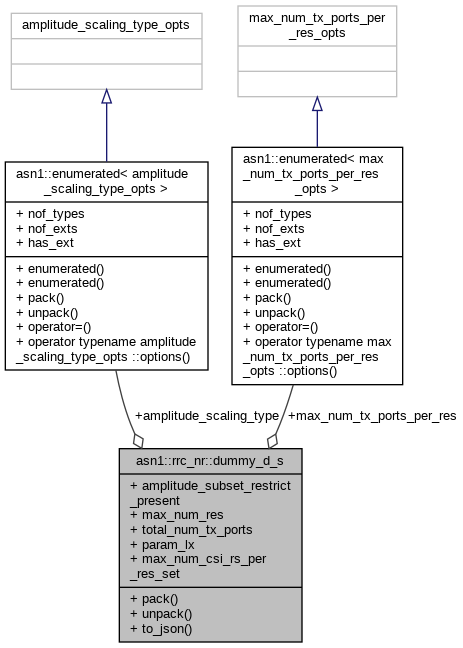 amplitude_scaling_type_opts
max_num_tx_ports_per
_res_opts
asn1::enumerated< amplitude
_scaling_type_opts >
+ nof_types
+ nof_exts
+ has_ext
+ enumerated()
+ enumerated()
+ pack()
+ unpack()
+ operator=()
+ operator typename amplitude
_scaling_type_opts ::options()
asn1::enumerated< max
_num_tx_ports_per_res
_opts >
+ nof_types
+ nof_exts
+ has_ext
+ enumerated()
+ enumerated()
+ pack()
+ unpack()
+ operator=()
+ operator typename max
_num_tx_ports_per_res
_opts ::options()
+amplitude_scaling_type
+max_num_tx_ports_per_res
asn1::rrc_nr::dummy_d_s
+ amplitude_subset_restrict
_present
+ max_num_res
+ total_num_tx_ports
+ param_lx
+ max_num_csi_rs_per
_res_set
+ pack()
+ unpack()
+ to_json()